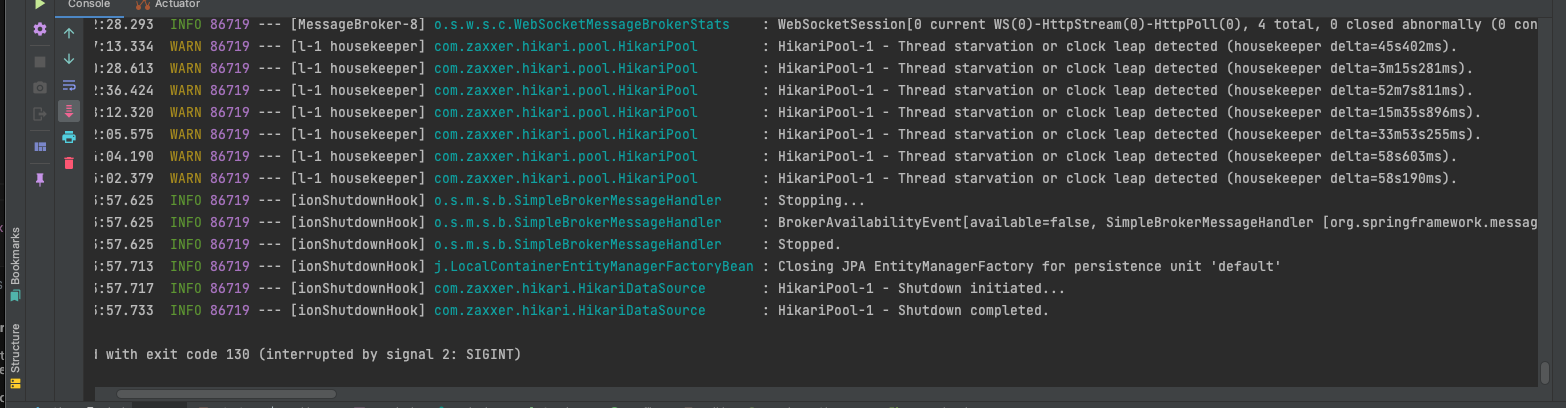 Console
Actuator
:28.293 INFO 86719 --- [MessageBroker-8] o.s.w.s.c.WebSocketMessageBrokerStats : WebSocketSession[0 current WS(0)-HttpStream(0)-HttpPoll(0), 4 total, 0 closed abnormally (0 con
:13.334 WARN 86719 --- [l-1 housekeeper] com.zaxxer.hikari.pool.HikariPool : HikariPool-1 - Thread starvation or clock leap detected (housekeeper delta=45s402ms).
:28.613 WARN 86719 --- [l-1 housekeeper] com.zaxxer.hikari.pool.HikariPool : HikariPool-1 - Thread starvation or clock leap detected (housekeeper delta=3m15s281ms).
:36.424 WARN 86719 --- [l-1 housekeeper] com.zaxxer.hikari.pool.HikariPool : HikariPool-1 - Thread starvation or clock leap detected (housekeeper delta=52m7s811ms).
:12.320 WARN 86719 --- [l-1 housekeeper] com.zaxxer.hikari.pool.HikariPool : HikariPool-1 - Thread starvation or clock leap detected (housekeeper delta=15m35s896ms).
:05.575 WARN 86719 --- [l-1 housekeeper] com.zaxxer.hikari.pool.HikariPool : HikariPool-1 - Thread starvation or clock leap detected (housekeeper delta=33m53s255ms).
:04.190 WARN 86719 --- [l-1 housekeeper] com.zaxxer.hikari.pool.HikariPool : HikariPool-1 - Thread starvation or clock leap detected (housekeeper delta=58s603ms).
:02.379 WARN 86719 --- [l-1 housekeeper] com.zaxxer.hikari.pool.HikariPool : HikariPool-1 - Thread starvation or clock leap detected (housekeeper delta=58s190ms).
:57.625 INFO 86719 --- [ionShutdownHook] o.s.m.s.b.SimpleBrokerMessageHandler : Stopping...
:57.625 INFO 86719 --- [ionShutdownHook] o.s.m.s.b.SimpleBrokerMessageHandler : BrokerAvailabilityEvent[available=false, SimpleBrokerMessageHandler [org.springframework.messag
:57.625 INFO 86719 --- [ionShutdownHook] o.s.m.s.b.SimpleBrokerMessageHandler : Stopped.
:57.713 INFO 86719 --- [ionShutdownHook] j.LocalContainerEntityManagerFactoryBean : Closing JPA EntityManagerFactory for persistence unit 'default'
:57.717 INFO 86719 --- [ionShutdownHook] com.zaxxer.hikari.HikariDataSource : HikariPool-1 - Shutdown initiated...
:57.733 INFO 86719 --- [ionShutdownHook] com.zaxxer.hikari.HikariDataSource : HikariPool-1 - Shutdown completed.
with exit code 130 (interrupted by signal 2: SIGINT)
Bookmarks
Structure